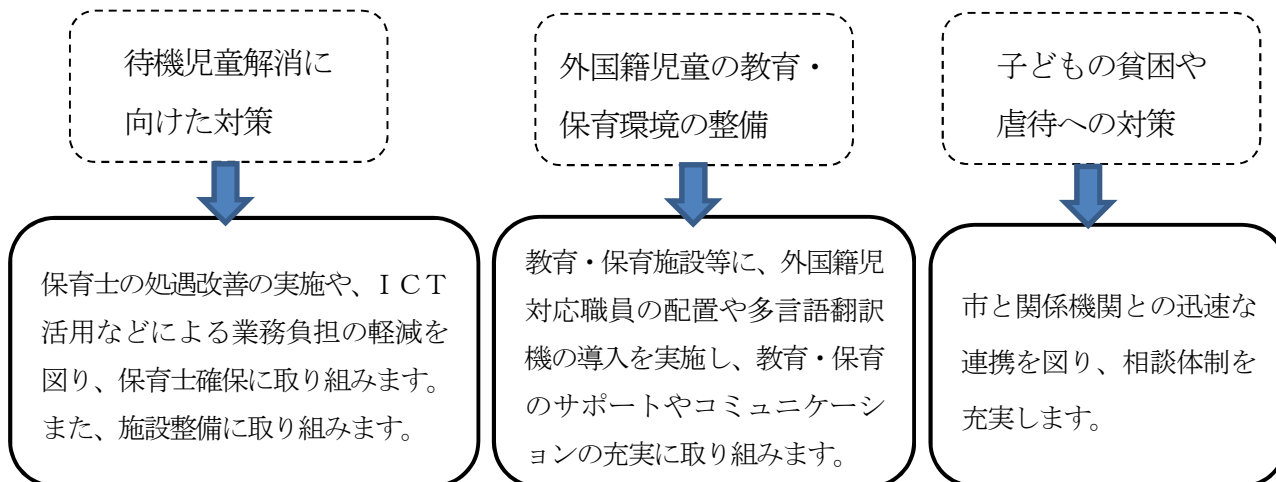 待機児童解消に
向けた対策
外国籍児童の教育・
保育環境の整備
子どもの貧困や
虐待への対策
保育士の処遇改善の実施や、ＩＣＴ
活用などによる業務負担の軽減を
図り、保育士確保に取り組みます。
また、施設整備に取り組みます。
教育・保育施設等に、外国籍児
対応職員の配置や多言語翻訳
機の導入を実施し、教育・保育
のサポートやコミュニケーシ
ョンの充実に取り組みます。
市と関係機関との迅速な
連携を図り、相談体制を
充実します。